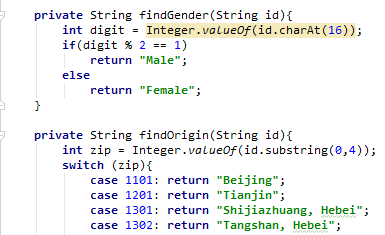 private String findGender(String id){
int digit = Integer.valueOf(id.charAt(16));
if(digit % 2 == 1)
return "Male";
else
return "Female";
}
private String findOrigin(String id){
int zip = Integer.valueOf(id.substring(0,4));
switch (zip){
case 1101: return "Beijing";
case 1201: return "Tianjin";
case 1301: return "Shijiazhuang, Hebei";
case 1302: return "Tangshan, Hebei";